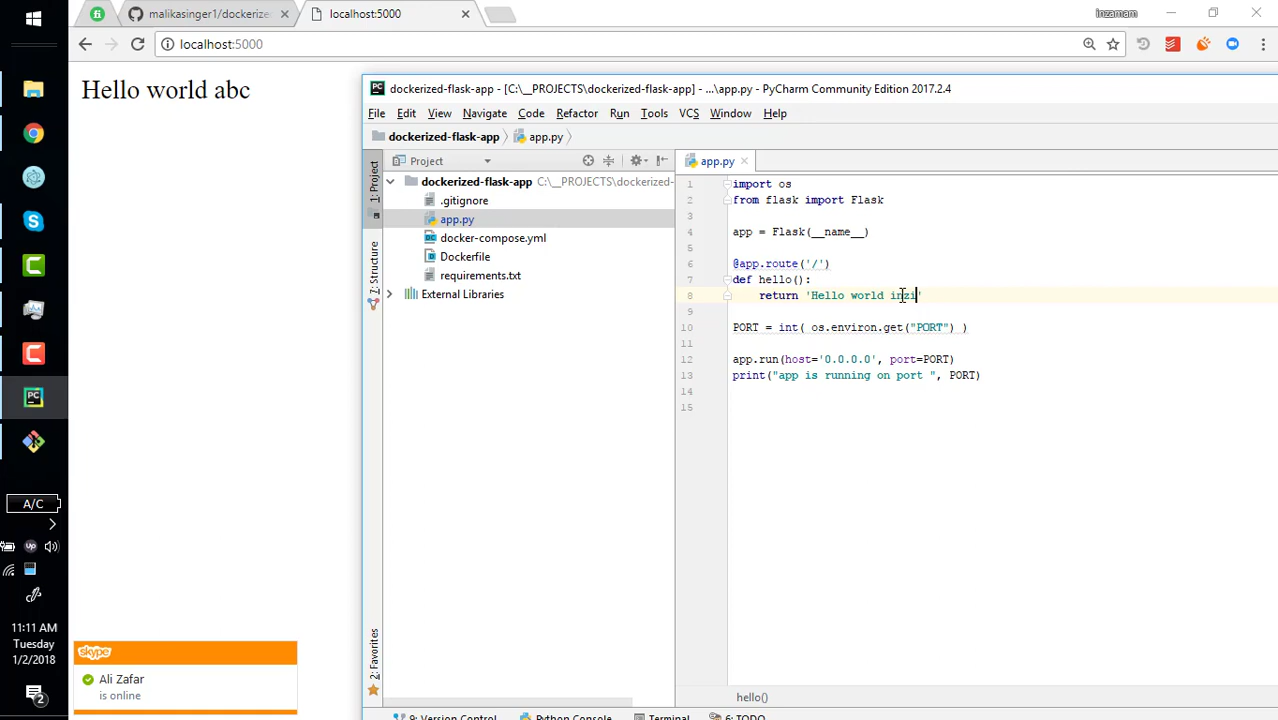 malikasinger1/dockerize
localhost:5000
inzamam
localhost:5000
Hello world abc
PC
dockerized-flask-app - [C:\__PROJECTS\dockerized-flask-app] - ...\app.py - PyCharm Community Edition 2017.2.4
File Edit View Navigate Code Refactor Run Tools VCS Window Help
dockerized-flask-app app.py
1: Project
Project
app.py
dockerized-flask-app C:\__PROJECTS\dockerized-
.gitignore
app.py
docker-compose.yml
Dockerfile
requirements.txt
External Libraries
7: Structure
1 import os
2 from flask import Flask
3
4 app = Flask(__name__)
5
6 @app.route('/')
7 def hello():
8 return 'Hello world inzi'
9
10 PORT = int( os.environ.get("PORT") )
11
12 app.run(host='0.0.0.0', port=PORT)
13 print("app is running on port ", PORT)
14
15
2: Favorites
hello()
9: Version Control Python Console Terminal 6: TODO
PC
A/C
up
11:11 AM
Tuesday
1/2/2018
2
skype
Ali Zafar
is online